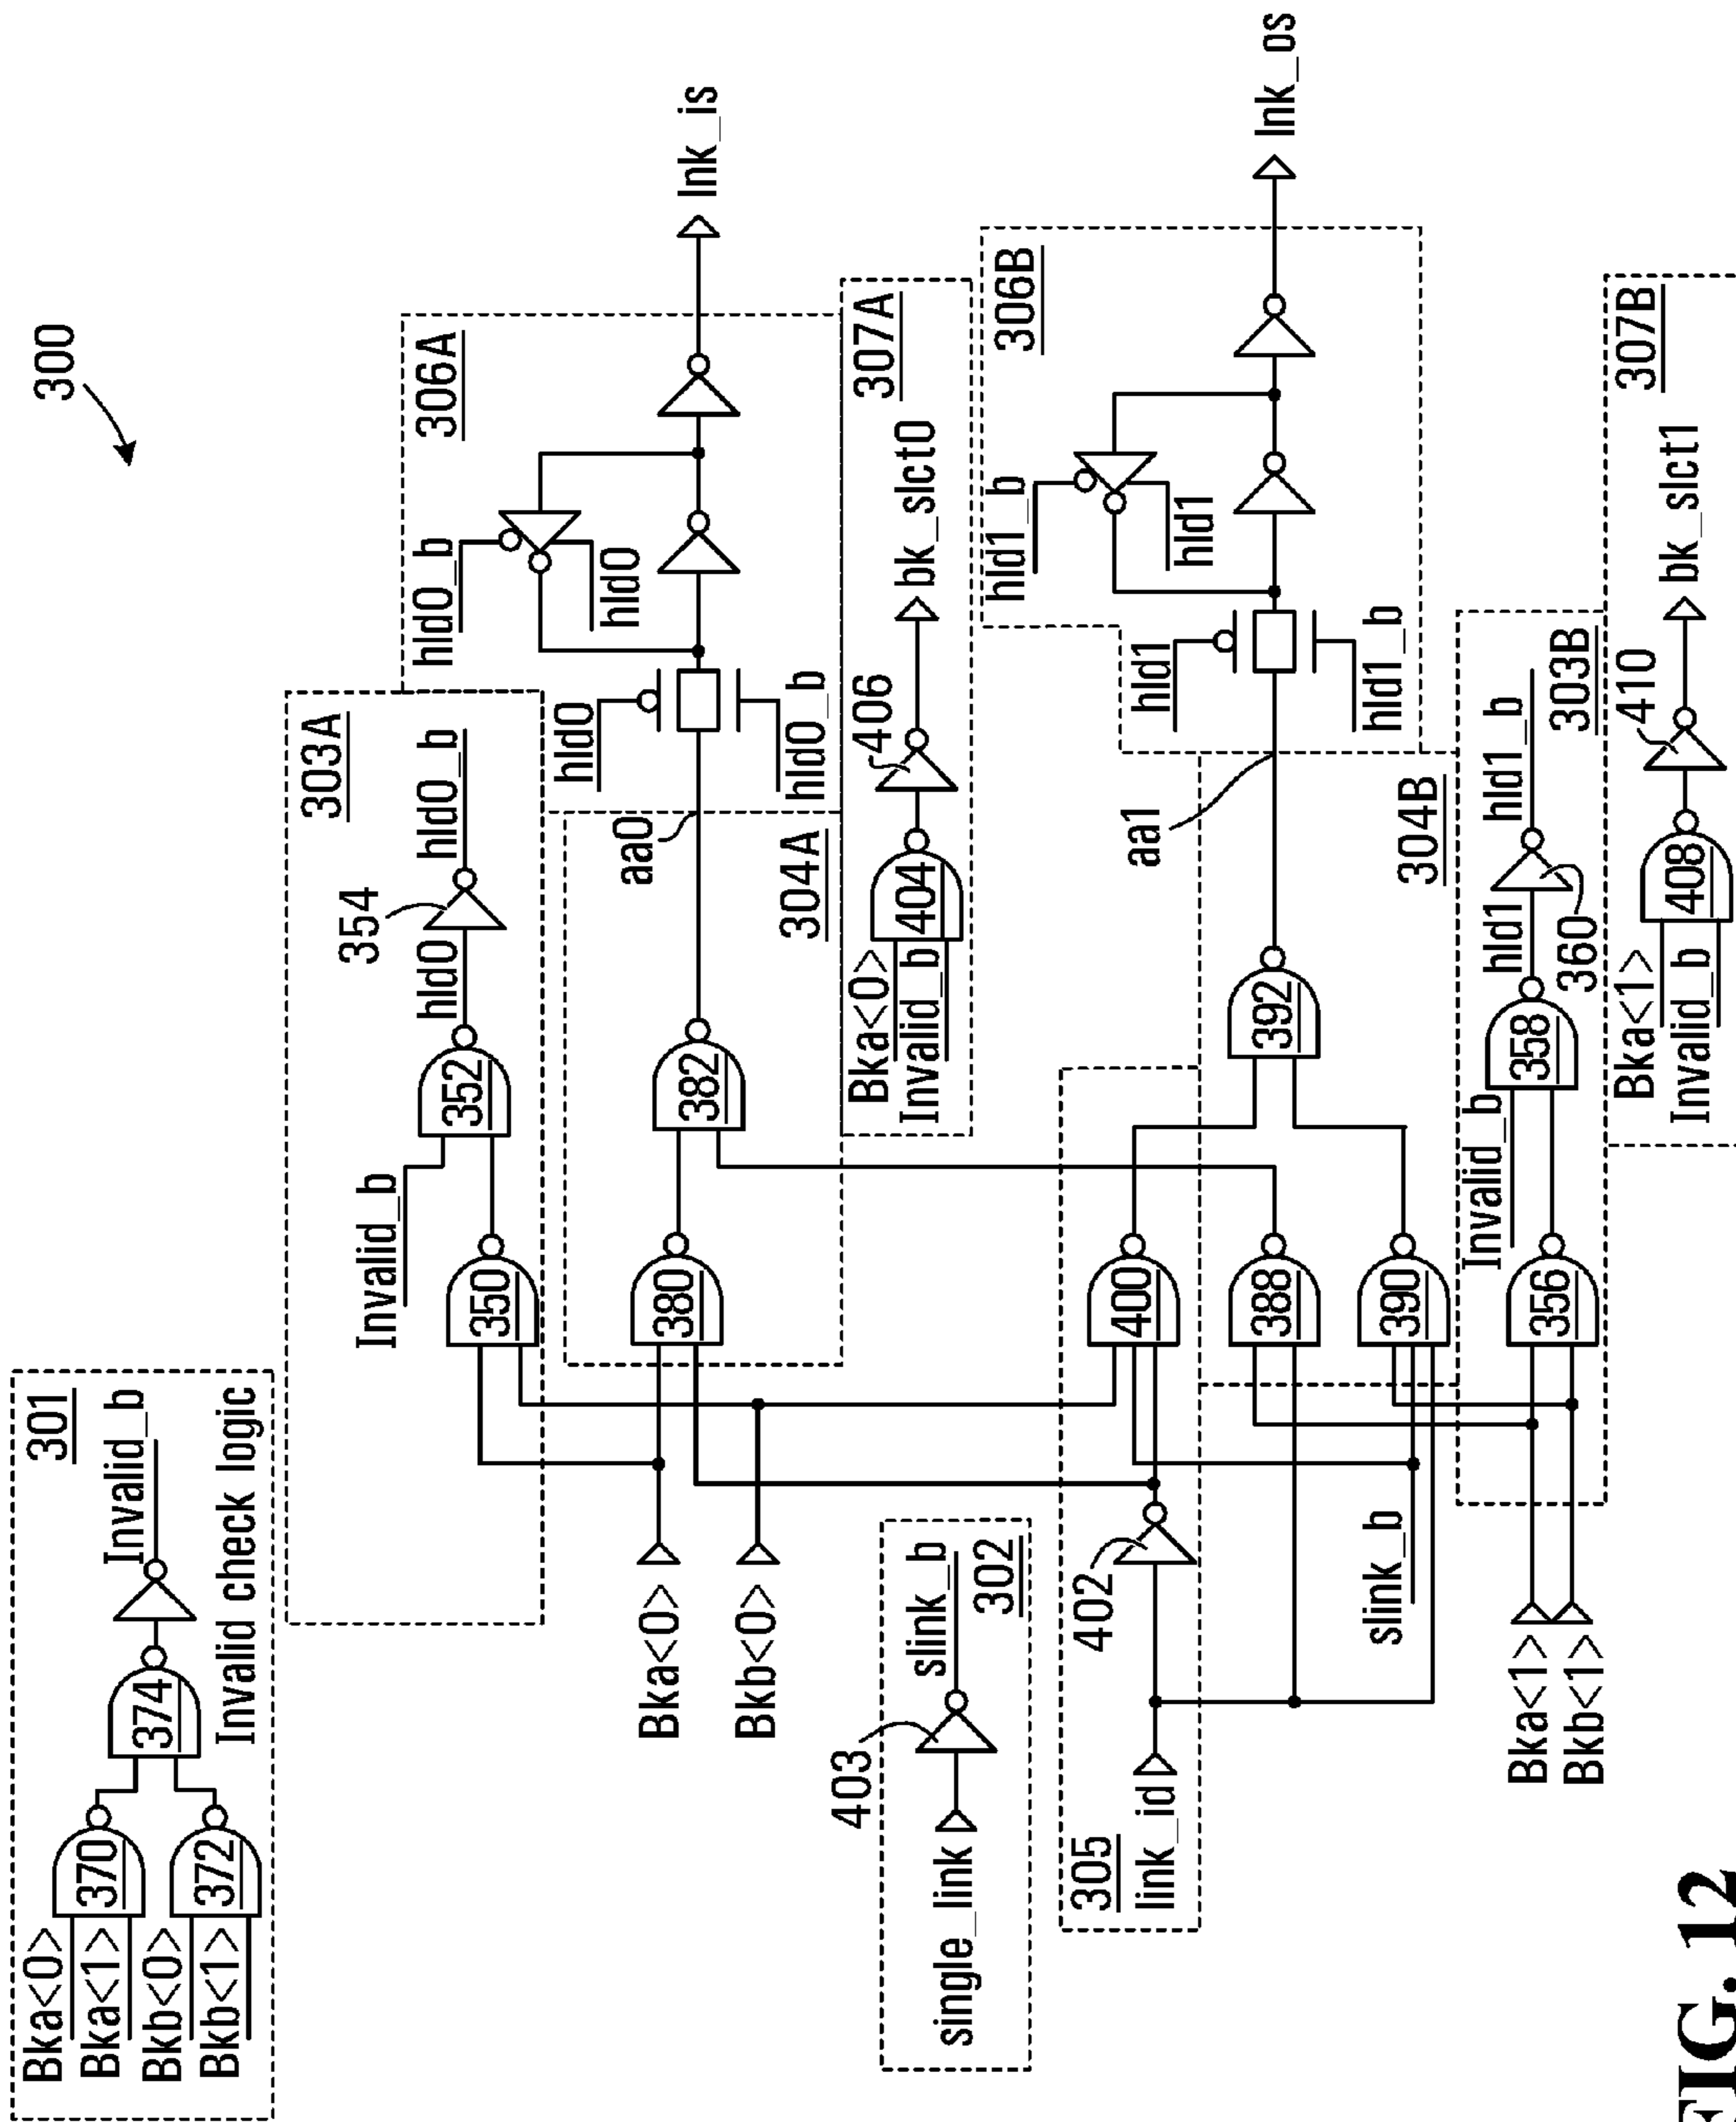 300
301
Bka<0>
Bka<1>
Bkb<0>
Bkb<1>
370
372
374
Invalid_b
Invalid check logic
303A
Invalid_b
350
352
hld0
354
hld0_b
306A
hld0_b
hld0
hld0
hld0_b
lnk_is
Bka<0>
Bkb<0>
380
382
aa0
304A
307A
Bka<0>
Invalid_b
404
406
bk_slct0
403
single_link
slink_b
302
305
link_id
402
400
388
390
slink_b
392
aa1
304B
306B
hld1_b
hld1
hld1
hld1_b
lnk_os
Bka<1>
Bkb<1>
356
Invalid_b
358
hld1
360
hld1_b
303B
307B
Bka<1>
Invalid_b
408
410
bk_slct1
FIG. 12